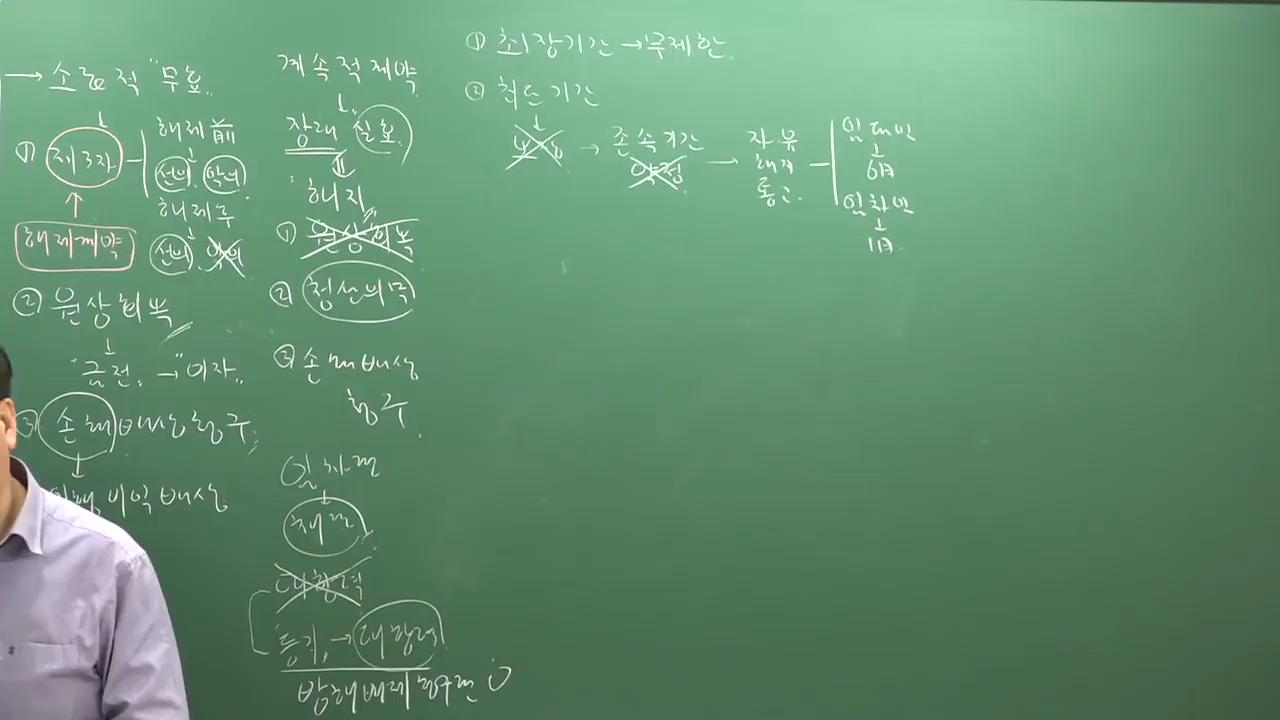 → 소급적 "무효"
① 제3자
해제前
선의 악의
해제후
선의 악의
해제계약
② 원상회복
"금전" → "이자"
③ 손해배상청구
이행이익배상
계속적계약
장래 실효
해지
① 원상회복
② 청산의무
③ 손해배상
청구
임차권
채권
대항력
등기 → 대항력
방해배제청구권 O
① 최장기간 → 무제한
② 최단기간
→ 존속기간
약정
→ 자유
해지
통고
임대인
6月
임차인
1月